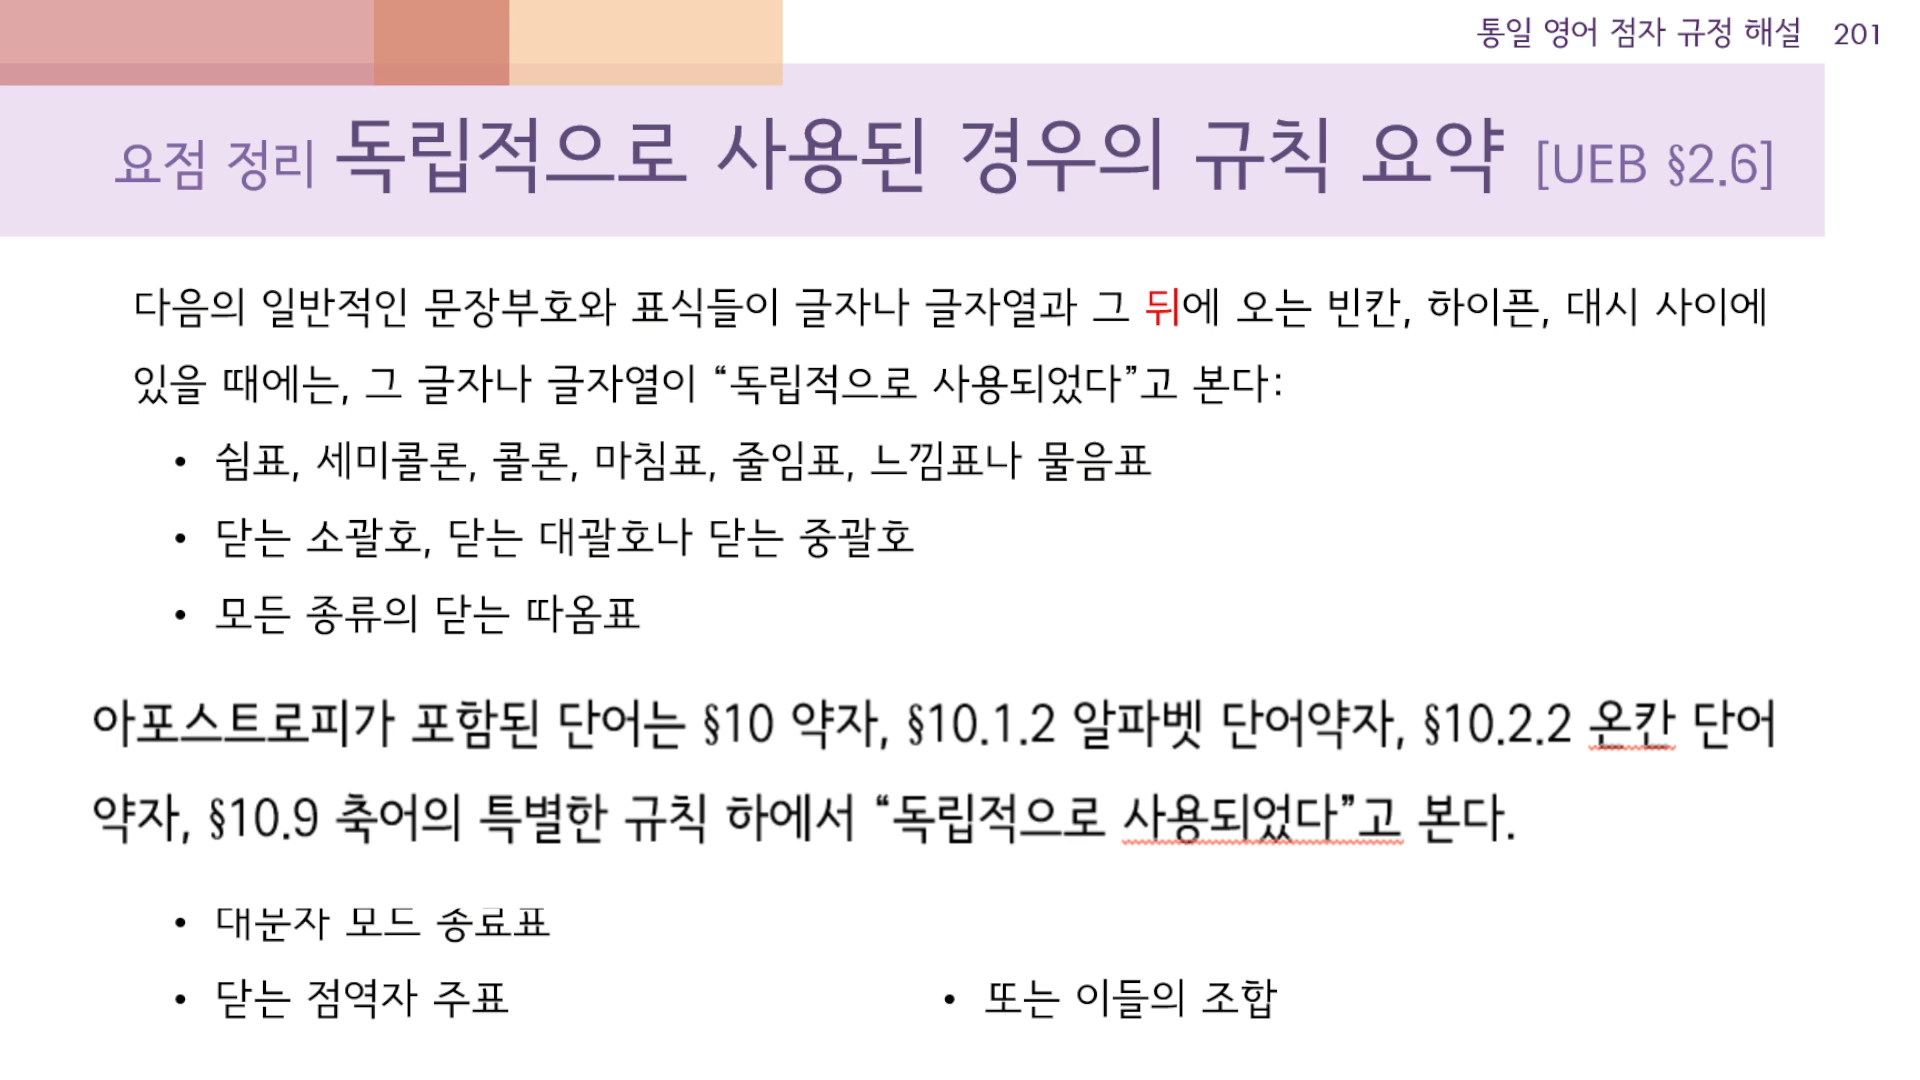 통일 영어 점자 규정 해설 201
요점 정리 독립적으로 사용된 경우의 규칙 요약 [UEB §2.6]
다음의 일반적인 문장부호와 표식들이 글자나 글자열과 그 뒤에 오는 빈칸, 하이픈, 대시 사이에
있을 때에는, 그 글자나 글자열이 “독립적으로 사용되었다”고 본다:
• 쉼표, 세미콜론, 콜론, 마침표, 줄임표, 느낌표나 물음표
• 닫는 소괄호, 닫는 대괄호나 닫는 중괄호
• 모든 종류의 닫는 따옴표
아포스트로피가 포함된 단어는 §10 약자, §10.1.2 알파벳 단어약자, §10.2.2 온칸 단어
약자, §10.9 축어의 특별한 규칙 하에서 “독립적으로 사용되었다”고 본다.
• 대문자 모드 종료표
• 닫는 점역자 주표
• 또는 이들의 조합